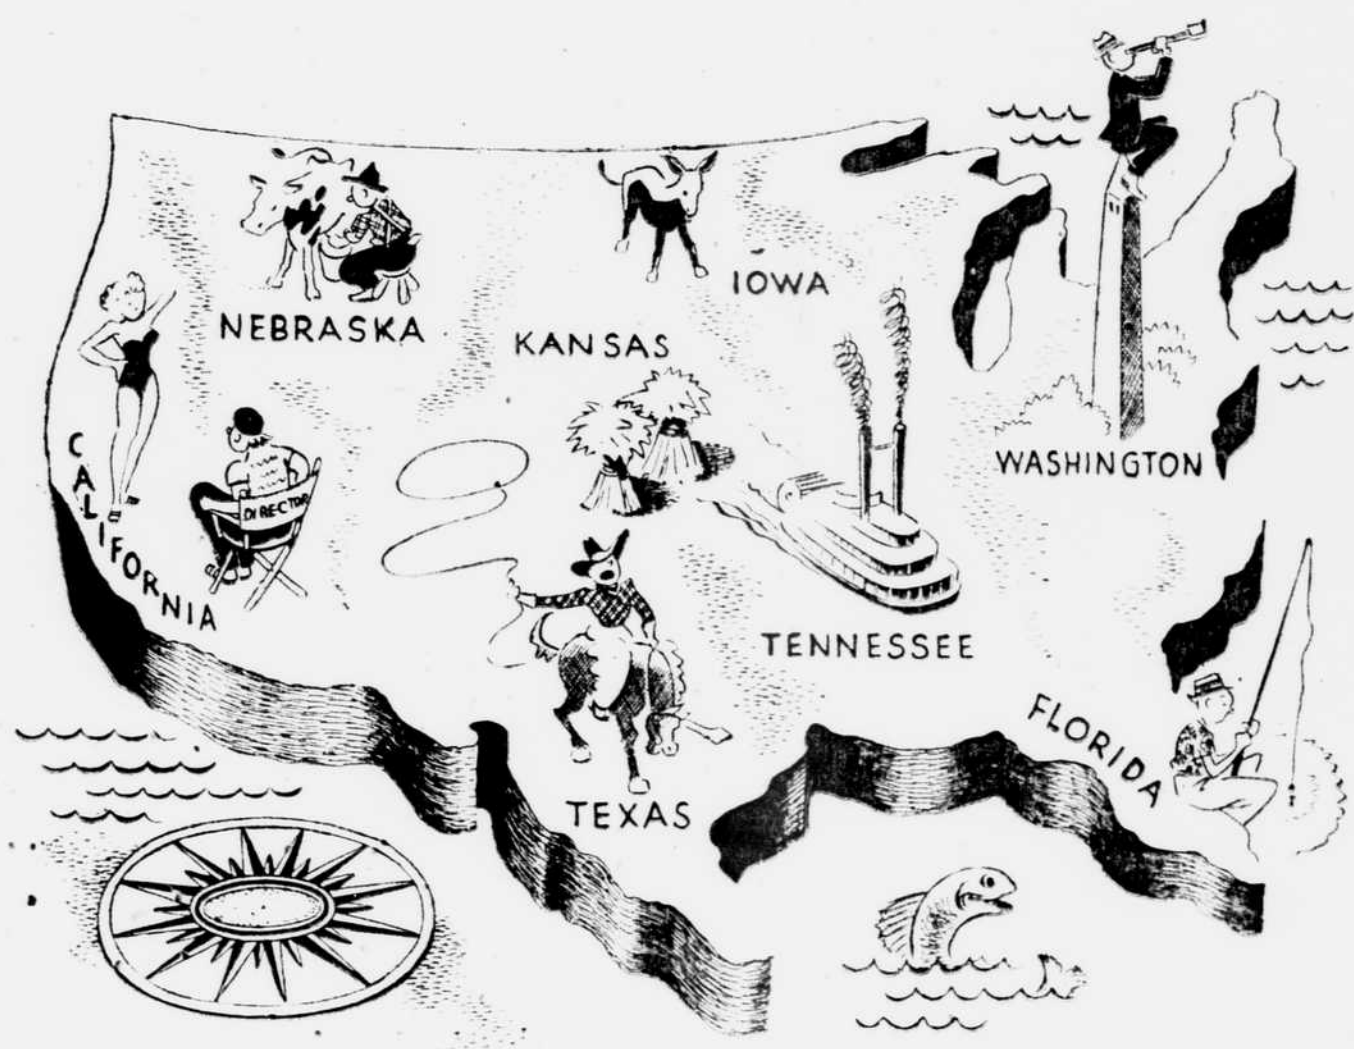 NEBRASKA
IOWA
KANSAS
CALIFORNIA
DIRECTOR
WASHINGTON
TENNESSEE
FLORIDA
TEXAS